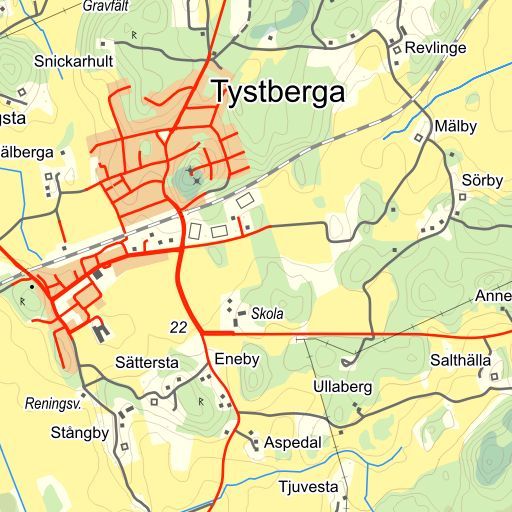 Gravfält
Revlinge
Snickarhult
Tystberga
gsta
Mälby
älberga
Sörby
R
R
Anne
Skola
22
Sättersta
Eneby
Salthälla
Ullaberg
Reningsv.
R
Stångby
Aspedal
Tjuvesta